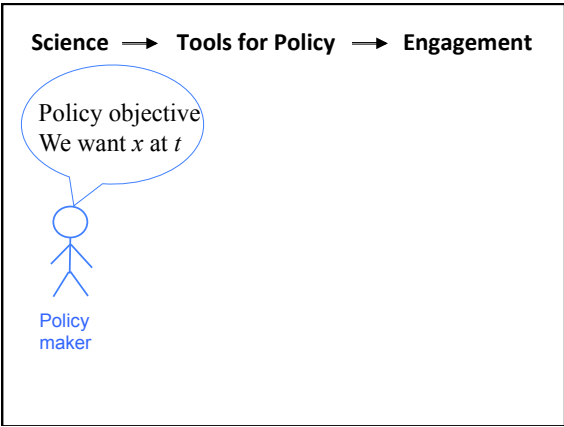 Science → Tools for Policy → Engagement
Policy objective
We want x at t
Policy
maker